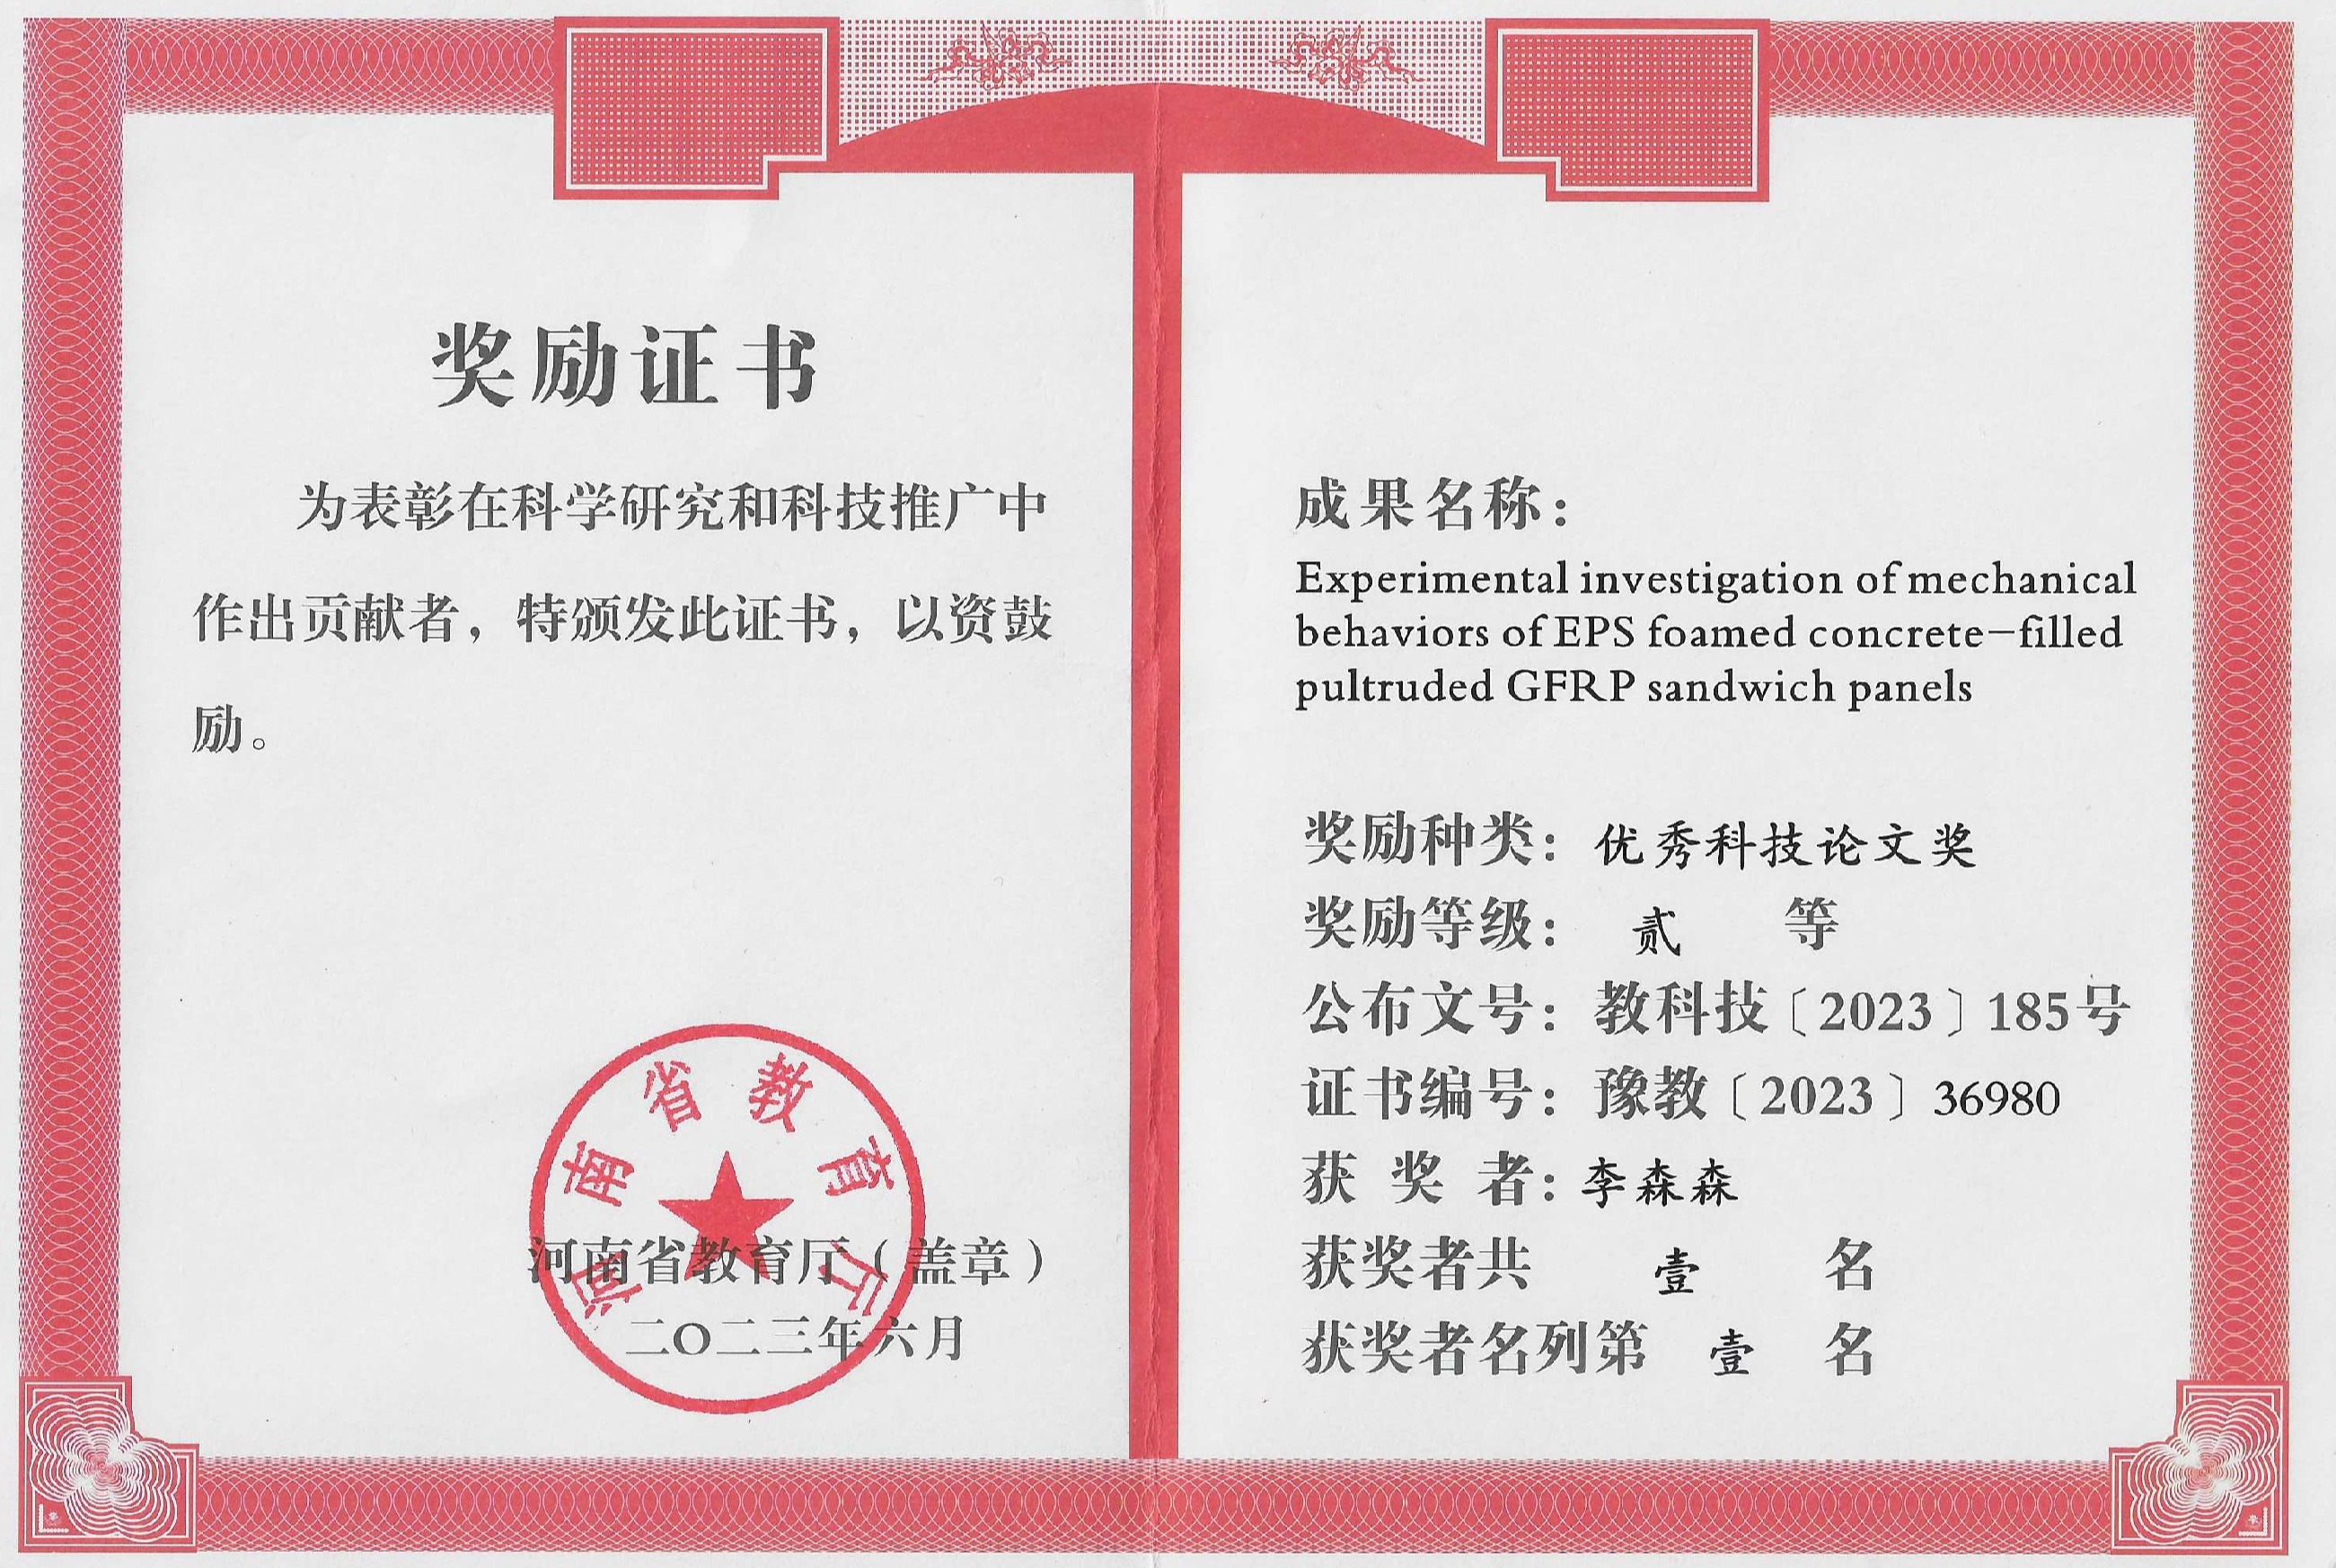 奖励证书
为表彰在科学研究和科技推广中
作出贡献者，特颁发此证书，以资鼓
励。
河南省教育厅
河南省教育厅（盖章）
二〇二三年六月
成果名称：
Experimental investigation of mechanical
behaviors of EPS foamed concrete-filled
pultruded GFRP sandwich panels
奖励种类：优秀科技论文奖
奖励等级：贰 等
公布文号：教科技〔2023〕185号
证书编号：豫教〔2023〕36980
获 奖 者：李森森
获奖者共 壹 名
获奖者名列第 壹 名